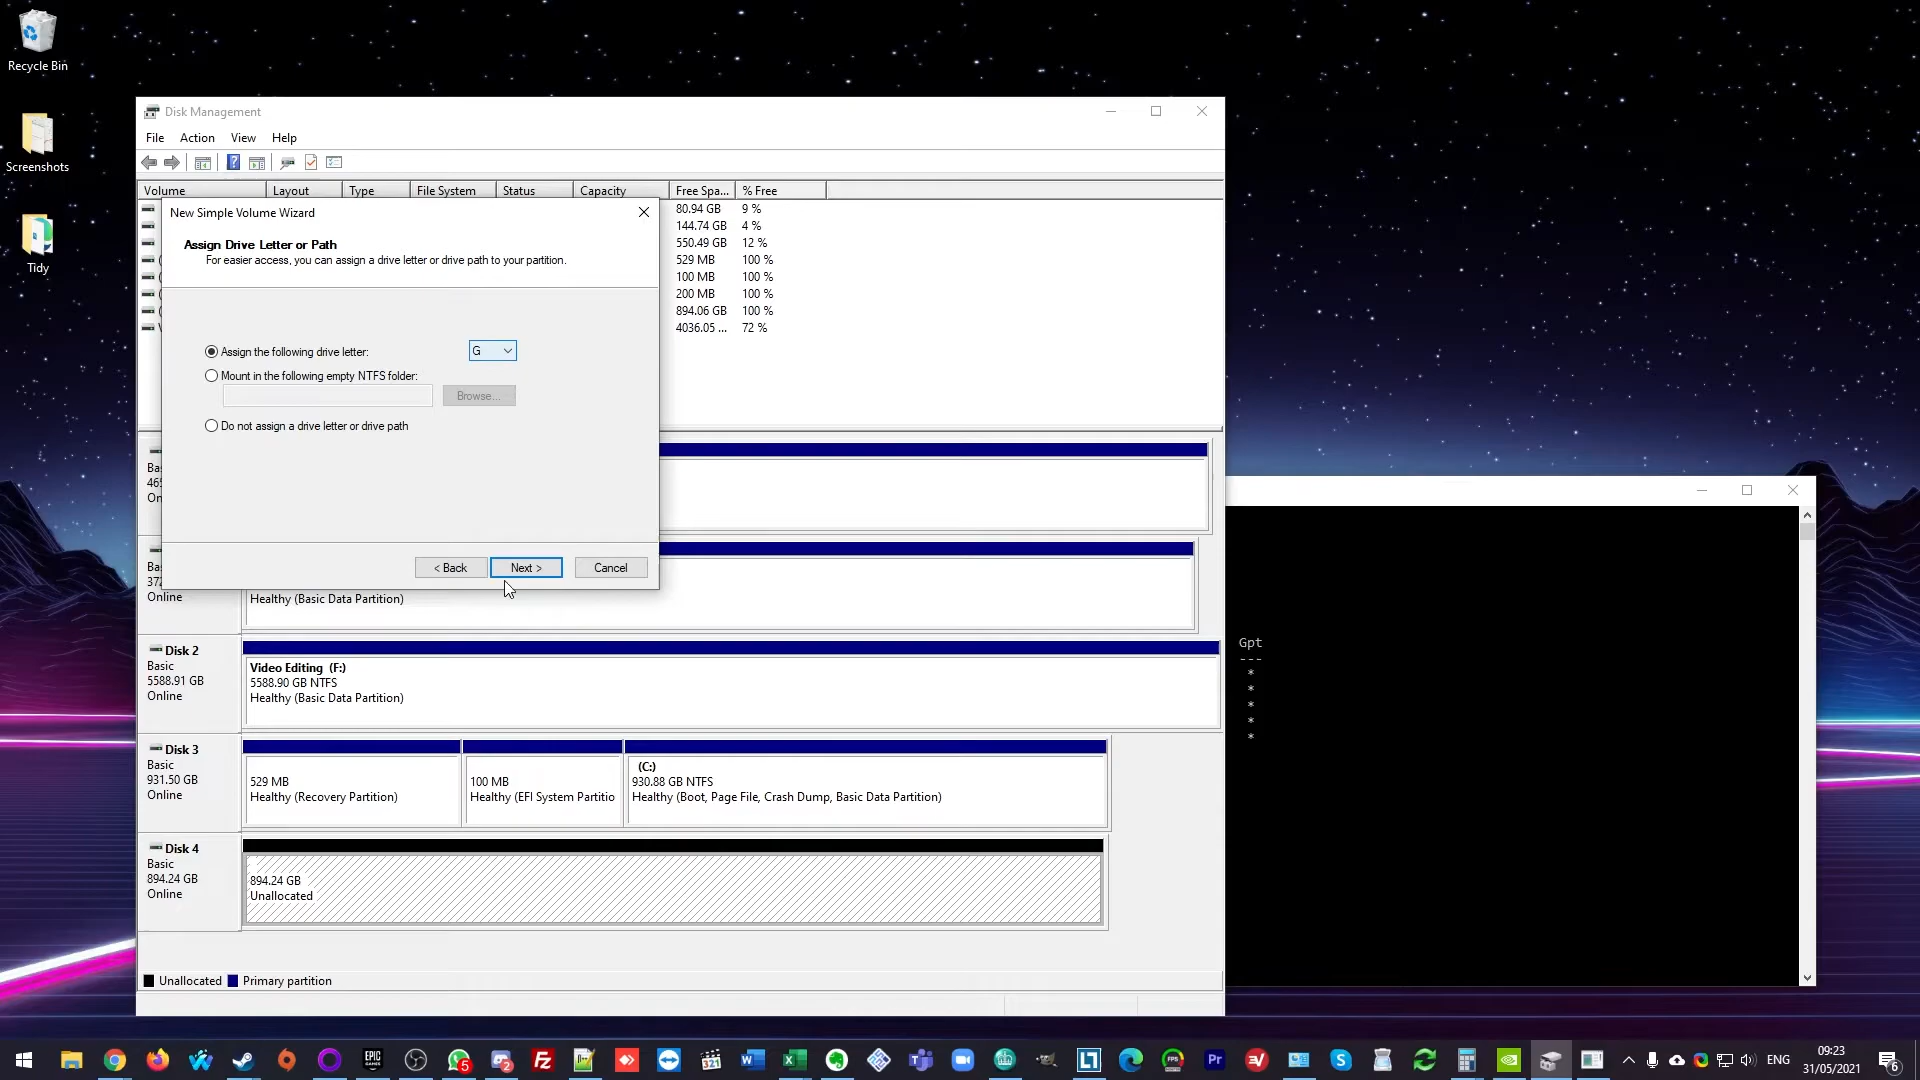 Recycle Bin
Screenshots
Tidy
Disk Management
File Action View Help
Volume Layout Type File System Status Capacity Free Spa... % Free
80.94 GB 9 %
144.74 GB 4 %
550.49 GB 12 %
529 MB 100 %
100 MB 100 %
200 MB 100 %
894.06 GB 100 %
4036.05 ... 72 %
New Simple Volume Wizard
Assign Drive Letter or Path
For easier access, you can assign a drive letter or drive path to your partition.
Assign the following drive letter: G
Mount in the following empty NTFS folder:
Browse...
Do not assign a drive letter or drive path
< Back Next > Cancel
Online
Healthy (Basic Data Partition)
Disk 2
Basic
5588.91 GB
Online
Video Editing (F:)
5588.90 GB NTFS
Healthy (Basic Data Partition)
Disk 3
Basic
931.50 GB
Online
529 MB
Healthy (Recovery Partition)
100 MB
Healthy (EFI System Partitio
(C:)
930.88 GB NTFS
Healthy (Boot, Page File, Crash Dump, Basic Data Partition)
Disk 4
Basic
894.24 GB
Online
894.24 GB
Unallocated
Unallocated Primary partition
Gpt
---
*
*
*
*
*
EPIC GAMES
5
2
321
FPS
Pr
ENG
09:23
31/05/2021
6